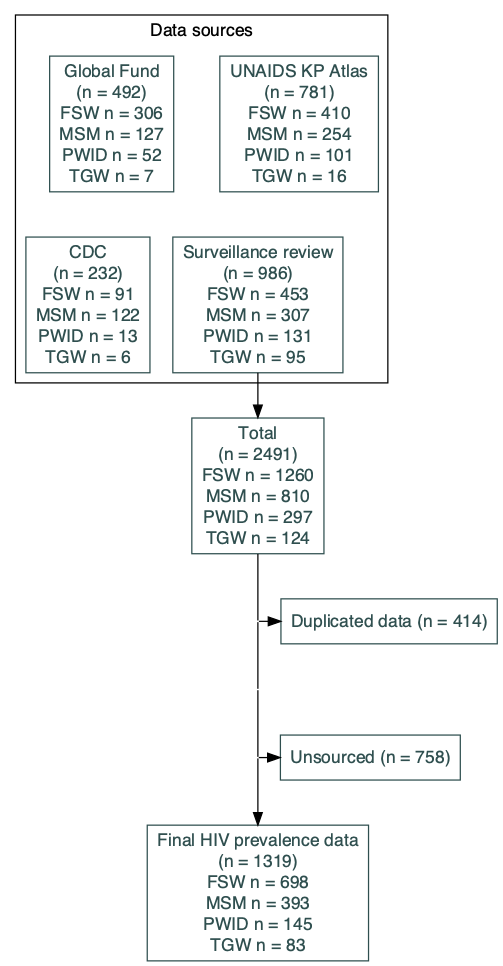 Data sources
Global Fund
(n = 492)
FSW n = 306
MSM n = 127
PWID n = 52
TGW n = 7
UNAIDS KP Atlas
(n = 781)
FSW n = 410
MSM n = 254
PWID n = 101
TGW n = 16
CDC
(n = 232)
FSW n = 91
MSM n = 122
PWID n = 13
TGW n = 6
Surveillance review
(n = 986)
FSW n = 453
MSM n = 307
PWID n = 131
TGW n = 95
Total
(n = 2491)
FSW n = 1260
MSM n = 810
PWID n = 297
TGW n = 124
Duplicated data (n = 414)
Unsourced (n = 758)
Final HIV prevalence data
(n = 1319)
FSW n = 698
MSM n = 393
PWID n = 145
TGW n = 83